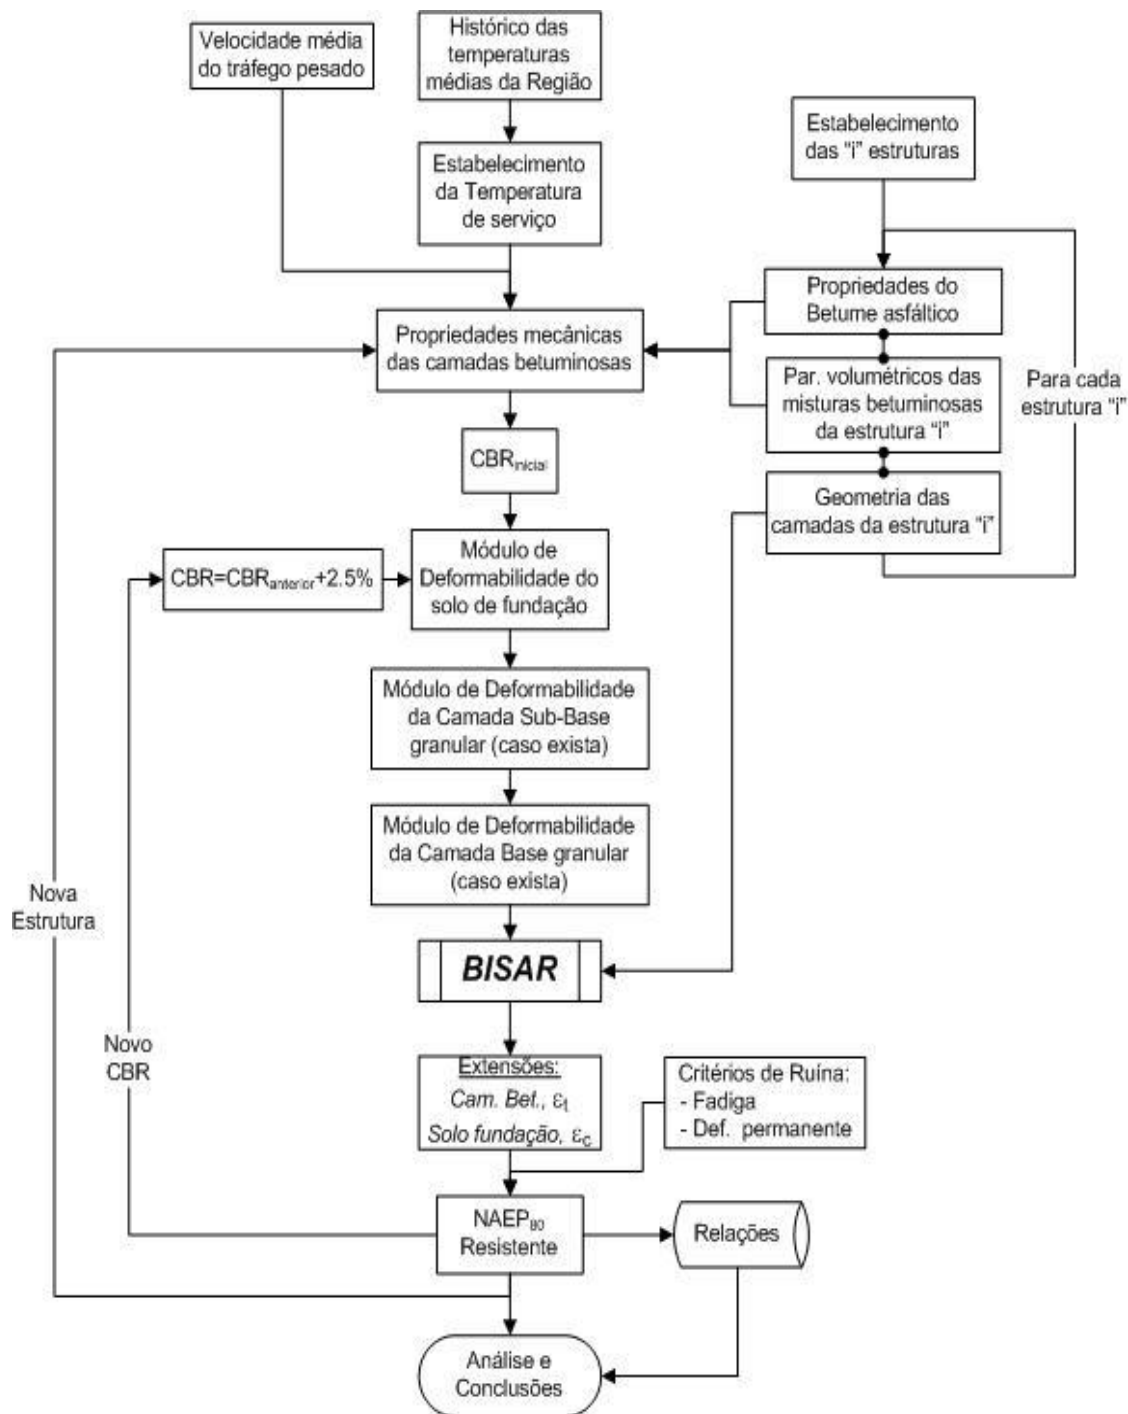 Velocidade média
do tráfego pesado
Histórico das
temperaturas
médias da Região
Estabelecimento
da Temperatura
de serviço
Estabelecimento
das “i” estruturas
Propriedades do
Betume asfáltico
Propriedades mecânicas
das camadas betuminosas
Par. volumétricos das
misturas betuminosas
da estrutura “i”
Para cada
estrutura “i”
CBRinicial
Geometria das
camadas da estrutura “i”
CBR=CBRanterior+2.5%
Módulo de
Deformabilidade do
solo de fundação
Módulo de Deformabilidade
da Camada Sub-Base
granular (caso exista)
Módulo de Deformabilidade
da Camada Base granular
(caso exista)
Nova
Estrutura
BISAR
Novo
CBR
Extensões:
Cam. Bet., εt
Solo fundação, εc
Critérios de Ruína:
- Fadiga
- Def. permanente
NAEP80
Resistente
Relações
Análise e
Conclusões